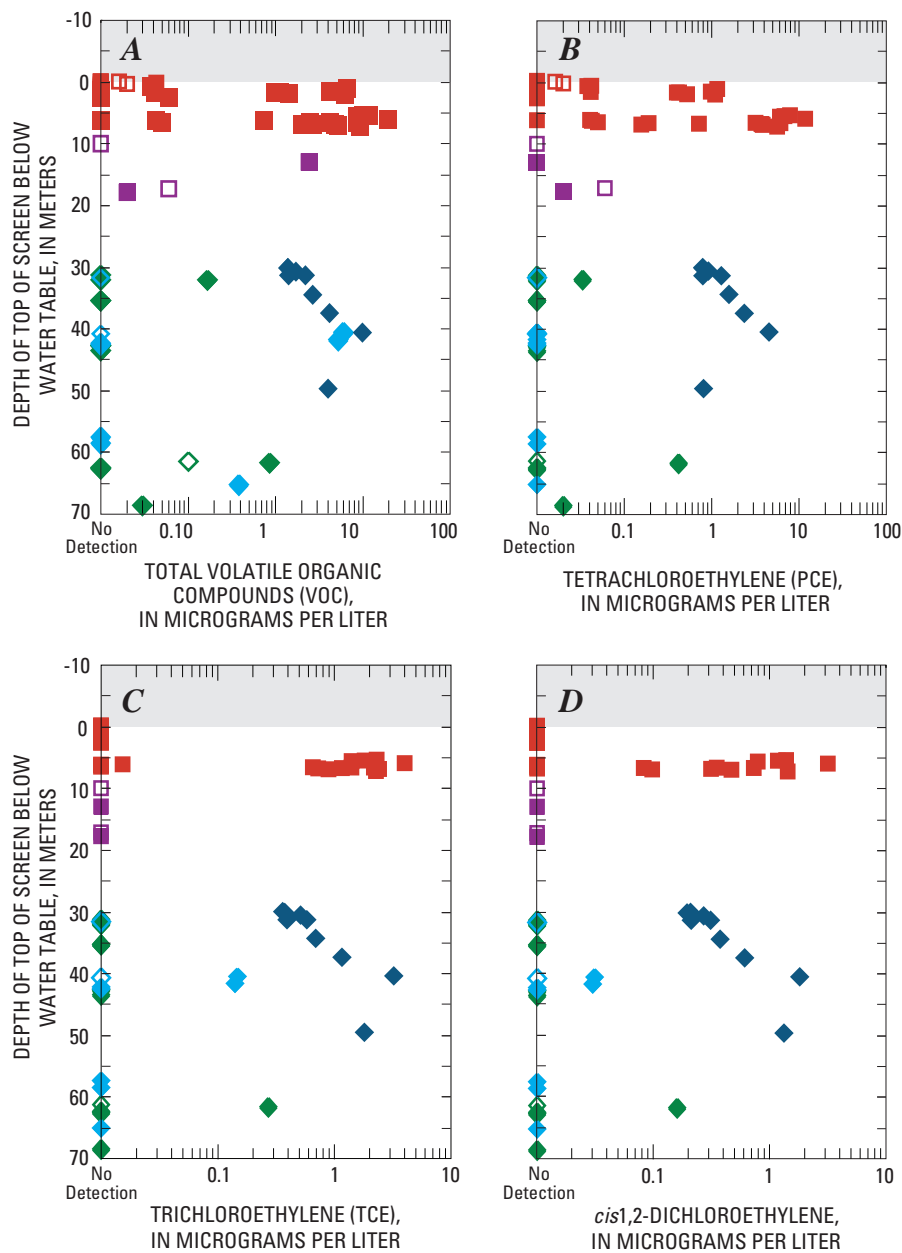 A
B
-10
0
10
20
30
40
50
60
70
DEPTH OF TOP OF SCREEN BELOW
WATER TABLE, IN METERS
No
Detection
0.10
1
10
100
No
Detection
0.10
1
10
100
TOTAL VOLATILE ORGANIC
COMPOUNDS (VOC),
IN MICROGRAMS PER LITER
TETRACHLOROETHYLENE (PCE),
IN MICROGRAMS PER LITER
C
D
-10
0
10
20
30
40
50
60
70
DEPTH OF TOP OF SCREEN BELOW
WATER TABLE, IN METERS
No
Detection
0.1
1
10
No
Detection
0.1
1
10
TRICHLOROETHYLENE (TCE),
IN MICROGRAMS PER LITER
cis1,2-DICHLOROETHYLENE,
IN MICROGRAMS PER LITER